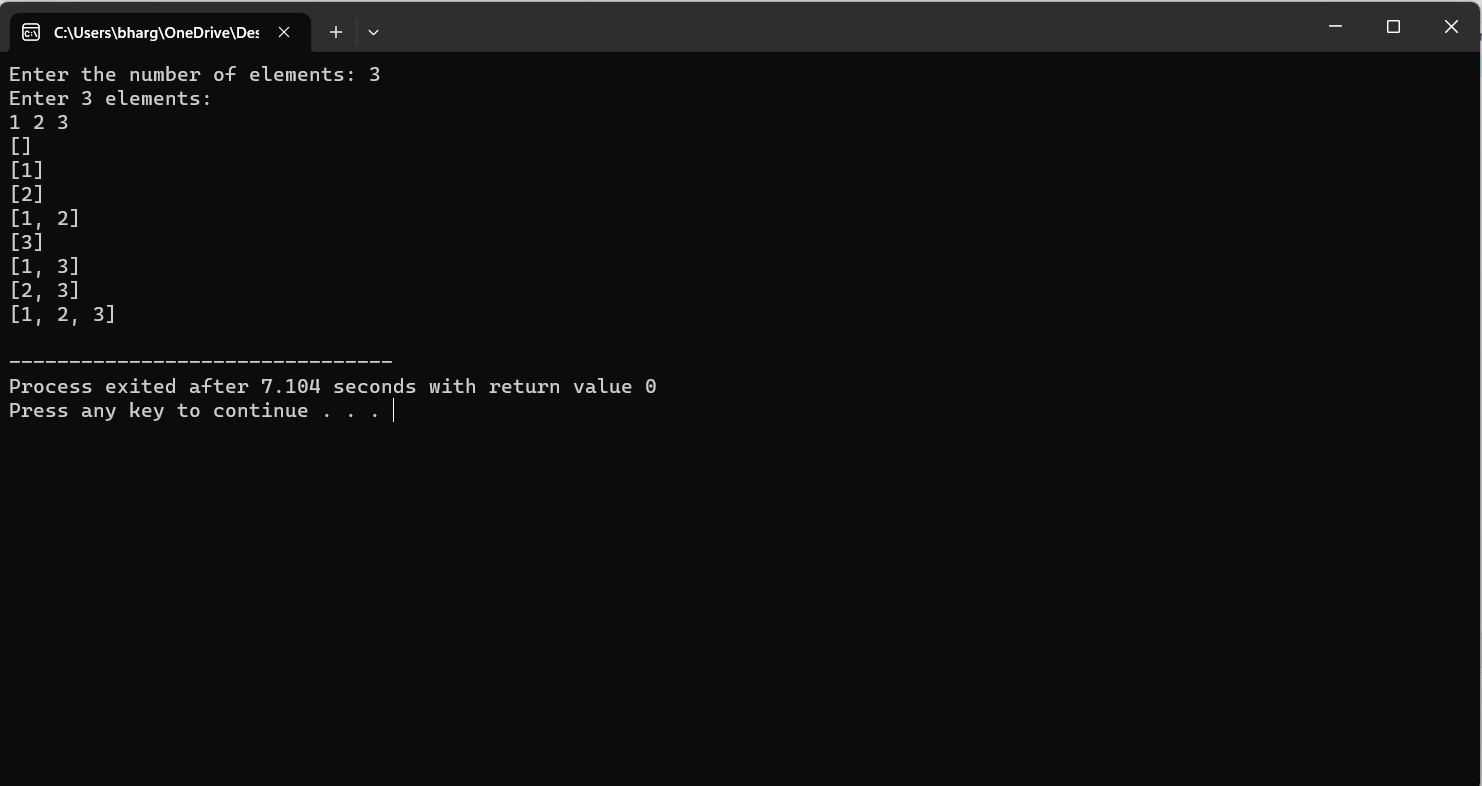 C:\Users\bharg\OneDrive\Des
Enter the number of elements: 3
Enter 3 elements:
1 2 3
[]
[1]
[2]
[1, 2]
[3]
[1, 3]
[2, 3]
[1, 2, 3]
--------------------------------
Process exited after 7.104 seconds with return value 0
Press any key to continue . . .